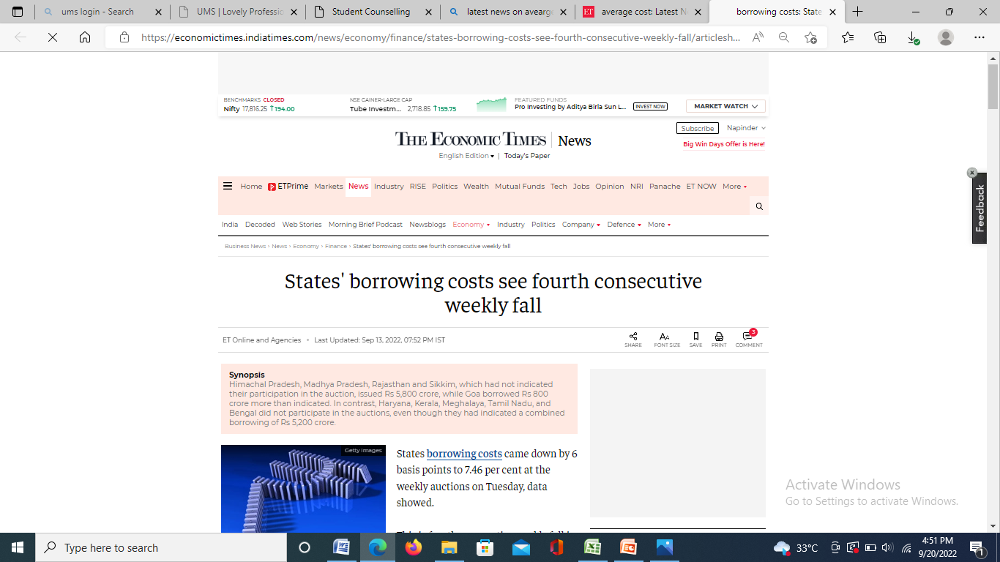 ums login - Search
UMS | Lovely Professic
Student Counselling
latest news on avearge
average cost: Latest N
borrowing costs: State
https://economictimes.indiatimes.com/news/economy/finance/states-borrowing-costs-see-fourth-consecutive-weekly-fall/articlesh...
BENCHMARKS CLOSED
Nifty 17,816.25 ↑194.00
NSE GAINER-LARGE CAP
Tube Investm... 2,718.85 ↑159.75
FEATURED FUNDS
Pro Investing by Aditya Birla Sun L...
INVEST NOW
MARKET WATCH
Subscribe
Napinder
Big Win Days Offer is Here!
THE ECONOMIC TIMES | News
English Edition | Today's Paper
Home ETPrime Markets News Industry RISE Politics Wealth Mutual Funds Tech Jobs Opinion NRI Panache ET NOW More
India Decoded Web Stories Morning Brief Podcast Newsblogs Economy Industry Politics Company Defence More
Business News › News › Economy › Finance › States' borrowing costs see fourth consecutive weekly fall
States' borrowing costs see fourth consecutive
weekly fall
ET Online and Agencies • Last Updated: Sep 13, 2022, 07:52 PM IST
SHARE
FONT SIZE
SAVE
PRINT
3
COMMENT
Synopsis
Himachal Pradesh, Madhya Pradesh, Rajasthan and Sikkim, which had not indicated
their participation in the auction, issued Rs 5,800 crore, while Goa borrowed Rs 800
crore more than indicated. In contrast, Haryana, Kerala, Meghalaya, Tamil Nadu, and
Bengal did not participate in the auctions, even though they had indicated a combined
borrowing of Rs 5,200 crore.
Getty Images
States borrowing costs came down by 6
basis points to 7.46 per cent at the
weekly auctions on Tuesday, data
showed.
Feedback
Activate Windows
Go to Settings to activate Windows.
Type here to search
33°C
4:51 PM
9/20/2022
1